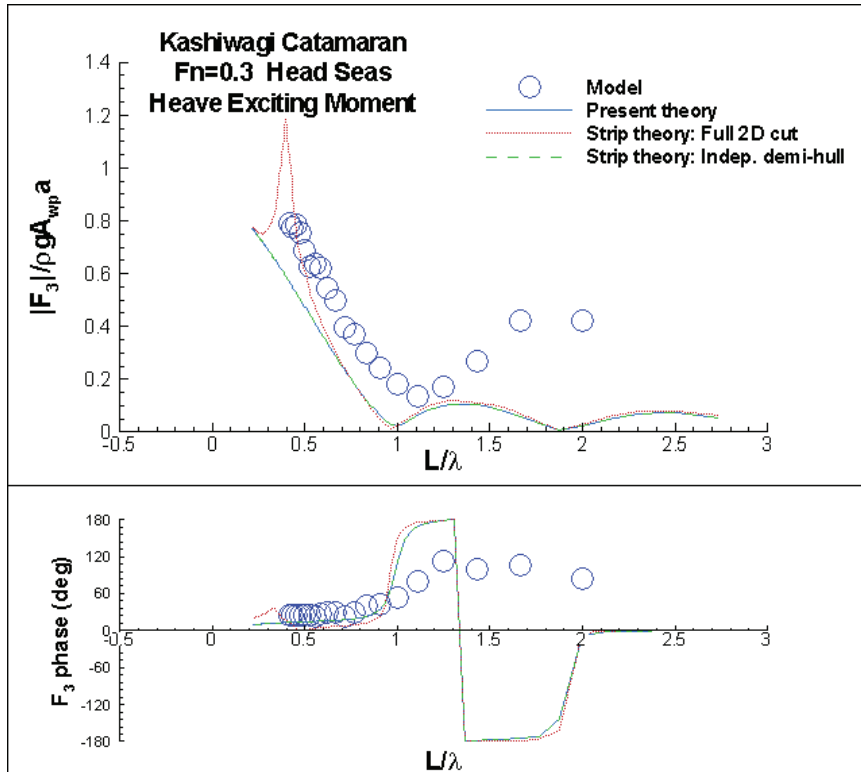 Kashiwagi Catamaran
Fn=0.3 Head Seas
Heave Exciting Moment
Model
Present theory
Strip theory: Full 2D cut
Strip theory: Indep. demi-hull
|F₃|/ρgA_wp a
1.4
1.2
1
0.8
0.6
0.4
0.2
0
-0.5 0 0.5 1 1.5 2 2.5 3
L/λ
F₃ phase (deg)
180
120
60
0
-60
-120
-180
-0.5 0 0.5 1 1.5 2 2.5 3
L/λ